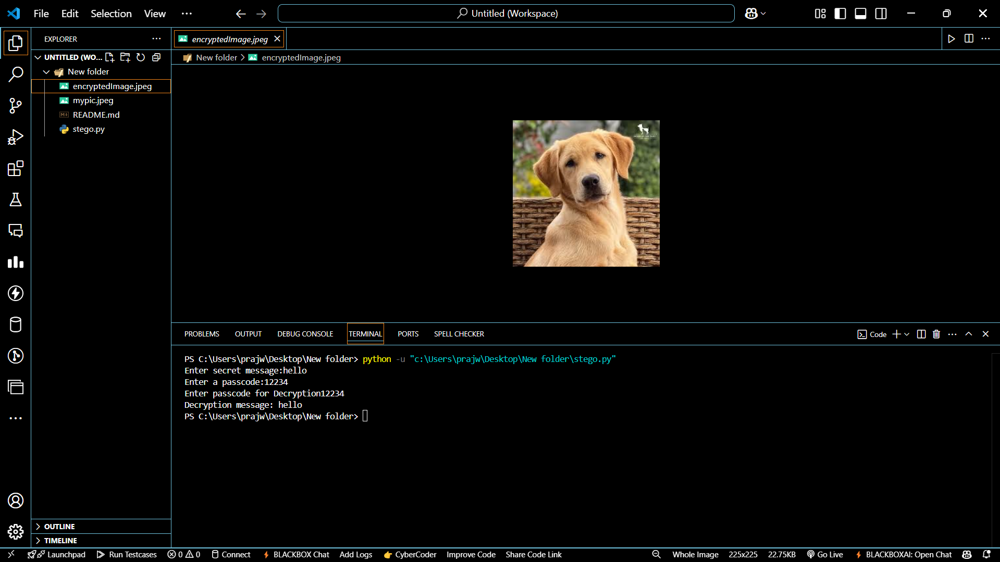 File Edit Selection View ···
Untitled (Workspace)
EXPLORER ···
UNTITLED (WO...
New folder
encryptedImage.jpeg
mypic.jpeg
README.md
stego.py
OUTLINE
TIMELINE
encryptedImage.jpeg
New folder > encryptedImage.jpeg
PROBLEMS OUTPUT DEBUG CONSOLE TERMINAL PORTS SPELL CHECKER
Code
PS C:\Users\prajw\Desktop\New folder> python -u "c:\Users\prajw\Desktop\New folder\stego.py"
Enter secret message:hello
Enter a passcode:12234
Enter passcode for Decryption12234
Decryption message: hello
PS C:\Users\prajw\Desktop\New folder>
Launchpad Run Testcases 0 0 Connect BLACKBOX Chat Add Logs CyberCoder Improve Code Share Code Link Whole Image 225x225 22.75KB Go Live BLACKBOXAI: Open Chat